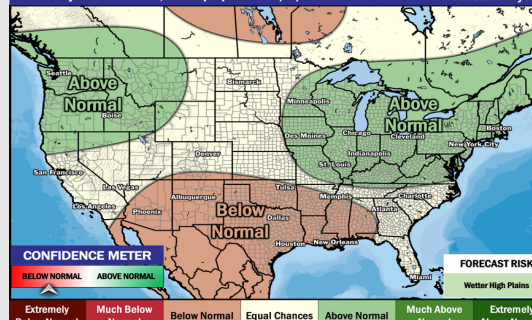 Seattle
Above
Normal
Boise
Bismarck
Minneapolis
Above
Normal
Des Moines
Chicago
Cleveland
Boston
New York City
Indianapolis
St. Louis
Denver
San Francisco
Las Vegas
Los Angeles
Phoenix
Albuquerque
Tulsa
Memphis
Charlotte
Atlanta
Below
Normal
Dallas
Houston
New Orleans
Miami
CONFIDENCE METER
BELOW NORMAL
ABOVE NORMAL
FORECAST RISK
Wetter High Plains
Extremely
Much Below
Below Normal
Equal Chances
Above Normal
Much Above
Extremely